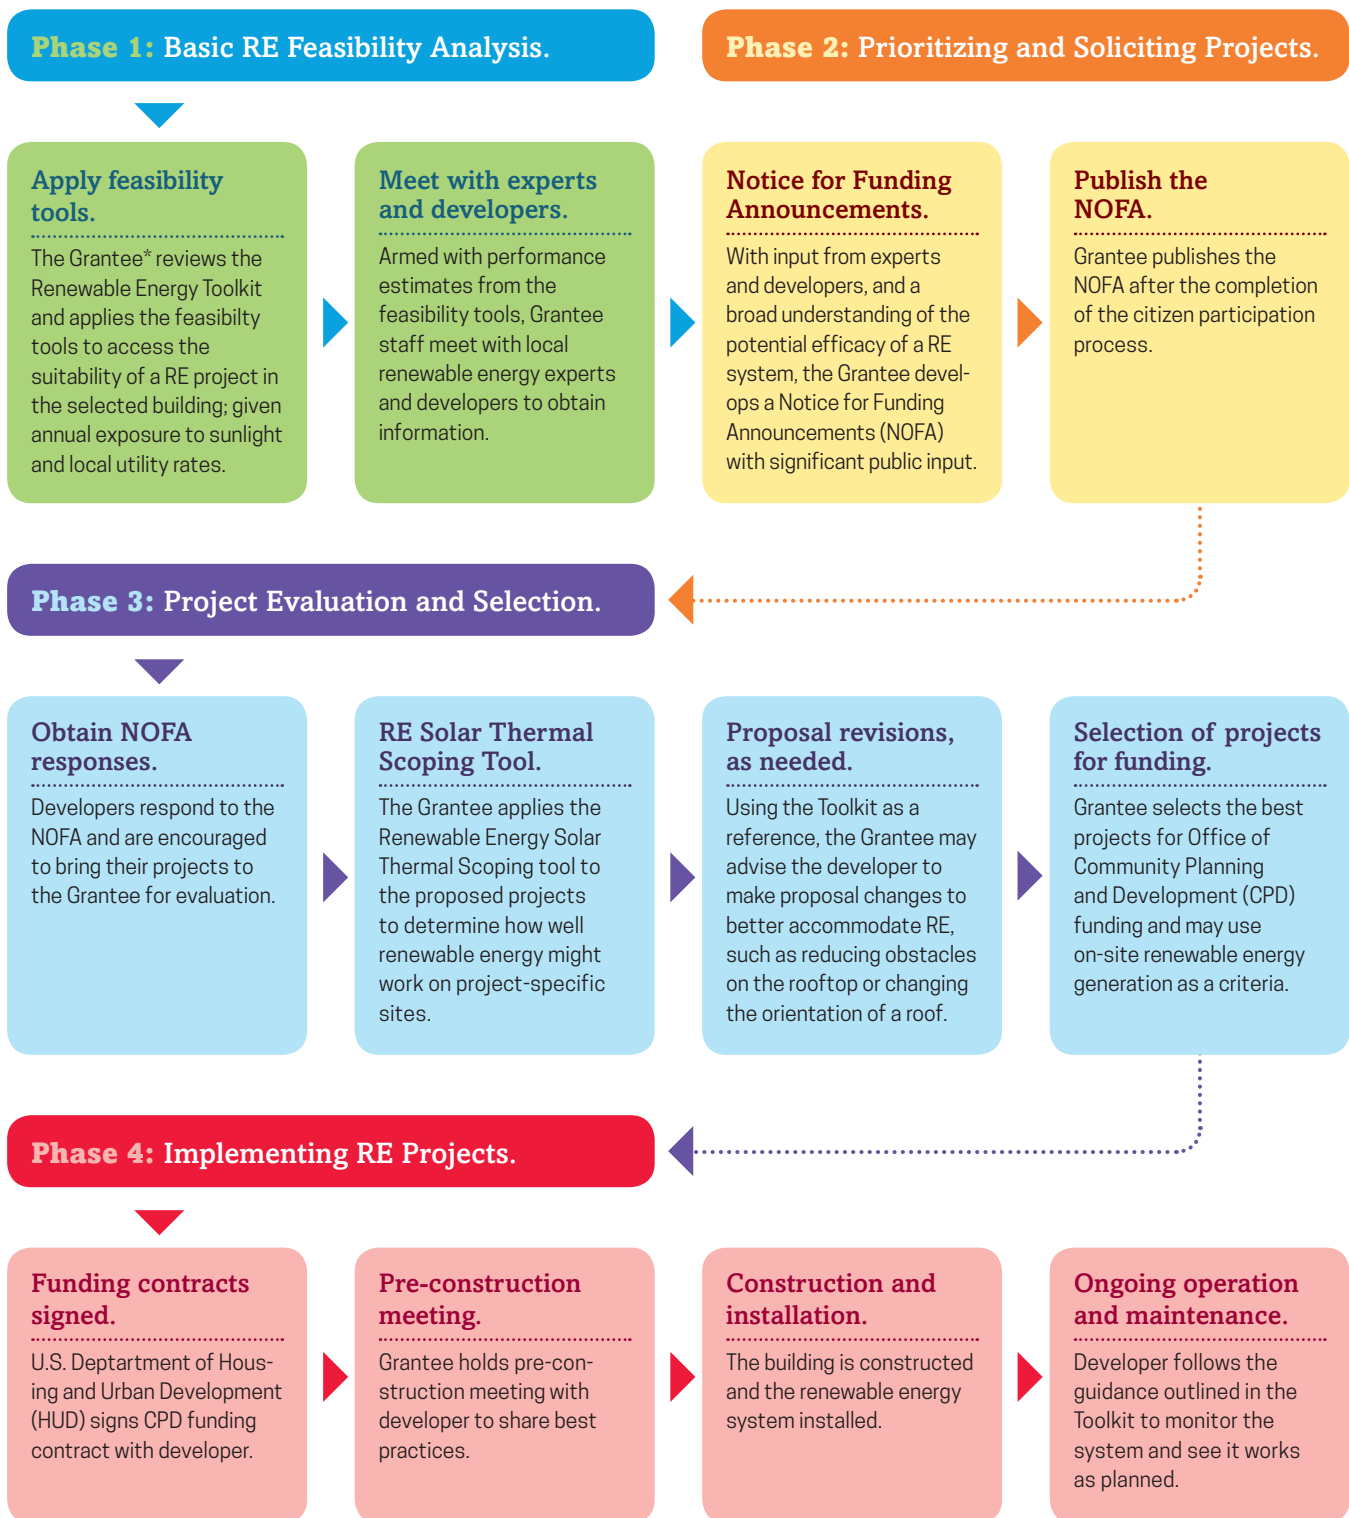 Phase 1: Basic RE Feasibility Analysis.
Phase 2: Prioritizing and Soliciting Projects.
Apply feasibility
tools.
The Grantee* reviews the
Renewable Energy Toolkit
and applies the feasibilty
tools to access the
suitability of a RE project in
the selected building; given
annual exposure to sunlight
and local utility rates.
Meet with experts
and developers.
Armed with performance
estimates from the
feasibility tools, Grantee
staff meet with local
renewable energy experts
and developers to obtain
information.
Notice for Funding
Announcements.
With input from experts
and developers, and a
broad understanding of the
potential efficacy of a RE
system, the Grantee devel-
ops a Notice for Funding
Announcements (NOFA)
with significant public input.
Publish the
NOFA.
Grantee publishes the
NOFA after the completion
of the citizen participation
process.
Phase 3: Project Evaluation and Selection.
Obtain NOFA
responses.
Developers respond to the
NOFA and are encouraged
to bring their projects to
the Grantee for evaluation.
RE Solar Thermal
Scoping Tool.
The Grantee applies the
Renewable Energy Solar
Thermal Scoping tool to
the proposed projects
to determine how well
renewable energy might
work on project-specific
sites.
Proposal revisions,
as needed.
Using the Toolkit as a
reference, the Grantee may
advise the developer to
make proposal changes to
better accommodate RE,
such as reducing obstacles
on the rooftop or changing
the orientation of a roof.
Selection of projects
for funding.
Grantee selects the best
projects for Office of
Community Planning
and Development (CPD)
funding and may use
on-site renewable energy
generation as a criteria.
Phase 4: Implementing RE Projects.
Funding contracts
signed.
U.S. Deptartment of Hous-
ing and Urban Development
(HUD) signs CPD funding
contract with developer.
Pre-construction
meeting.
Grantee holds pre-con-
struction meeting with
developer to share best
practices.
Construction and
installation.
The building is constructed
and the renewable energy
system installed.
Ongoing operation
and maintenance.
Developer follows the
guidance outlined in the
Toolkit to monitor the
system and see it works
as planned.